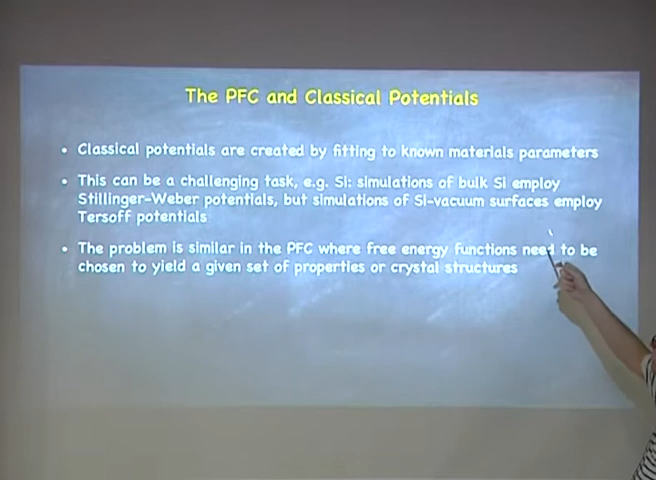 The PFC and Classical Potentials
• Classical potentials are created by fitting to known materials parameters
• This can be a challenging task, e.g. Si: simulations of bulk Si employ
Stillinger-Weber potentials, but simulations of Si-vacuum surfaces employ
Tersoff potentials
• The problem is similar in the PFC where free energy functions need to be
chosen to yield a given set of properties or crystal structures